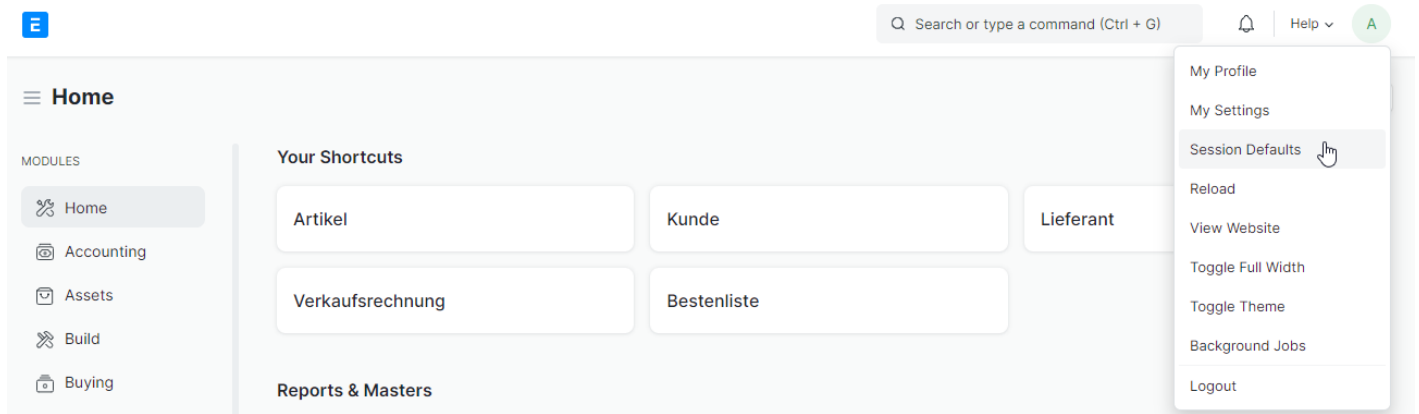 E
Search or type a command (Ctrl + G)
Help
A
My Profile
My Settings
Session Defaults
Reload
View Website
Toggle Full Width
Toggle Theme
Background Jobs
Logout
Home
MODULES
Home
Accounting
Assets
Build
Buying
Your Shortcuts
Artikel
Kunde
Lieferant
Verkaufsrechnung
Bestenliste
Reports & Masters